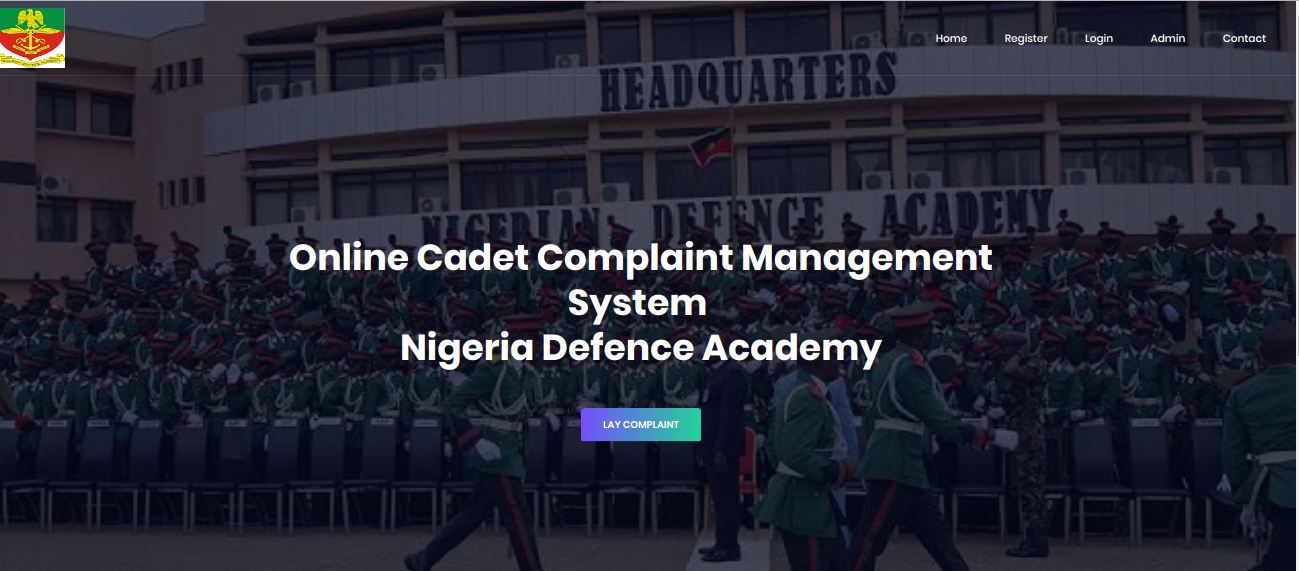 Home
Register
Login
Admin
Contact
HEADQUARTERS
NIGERIAN DEFENCE ACADEMY
Online Cadet Complaint Management
System
Nigeria Defence Academy
LAY COMPLAINT